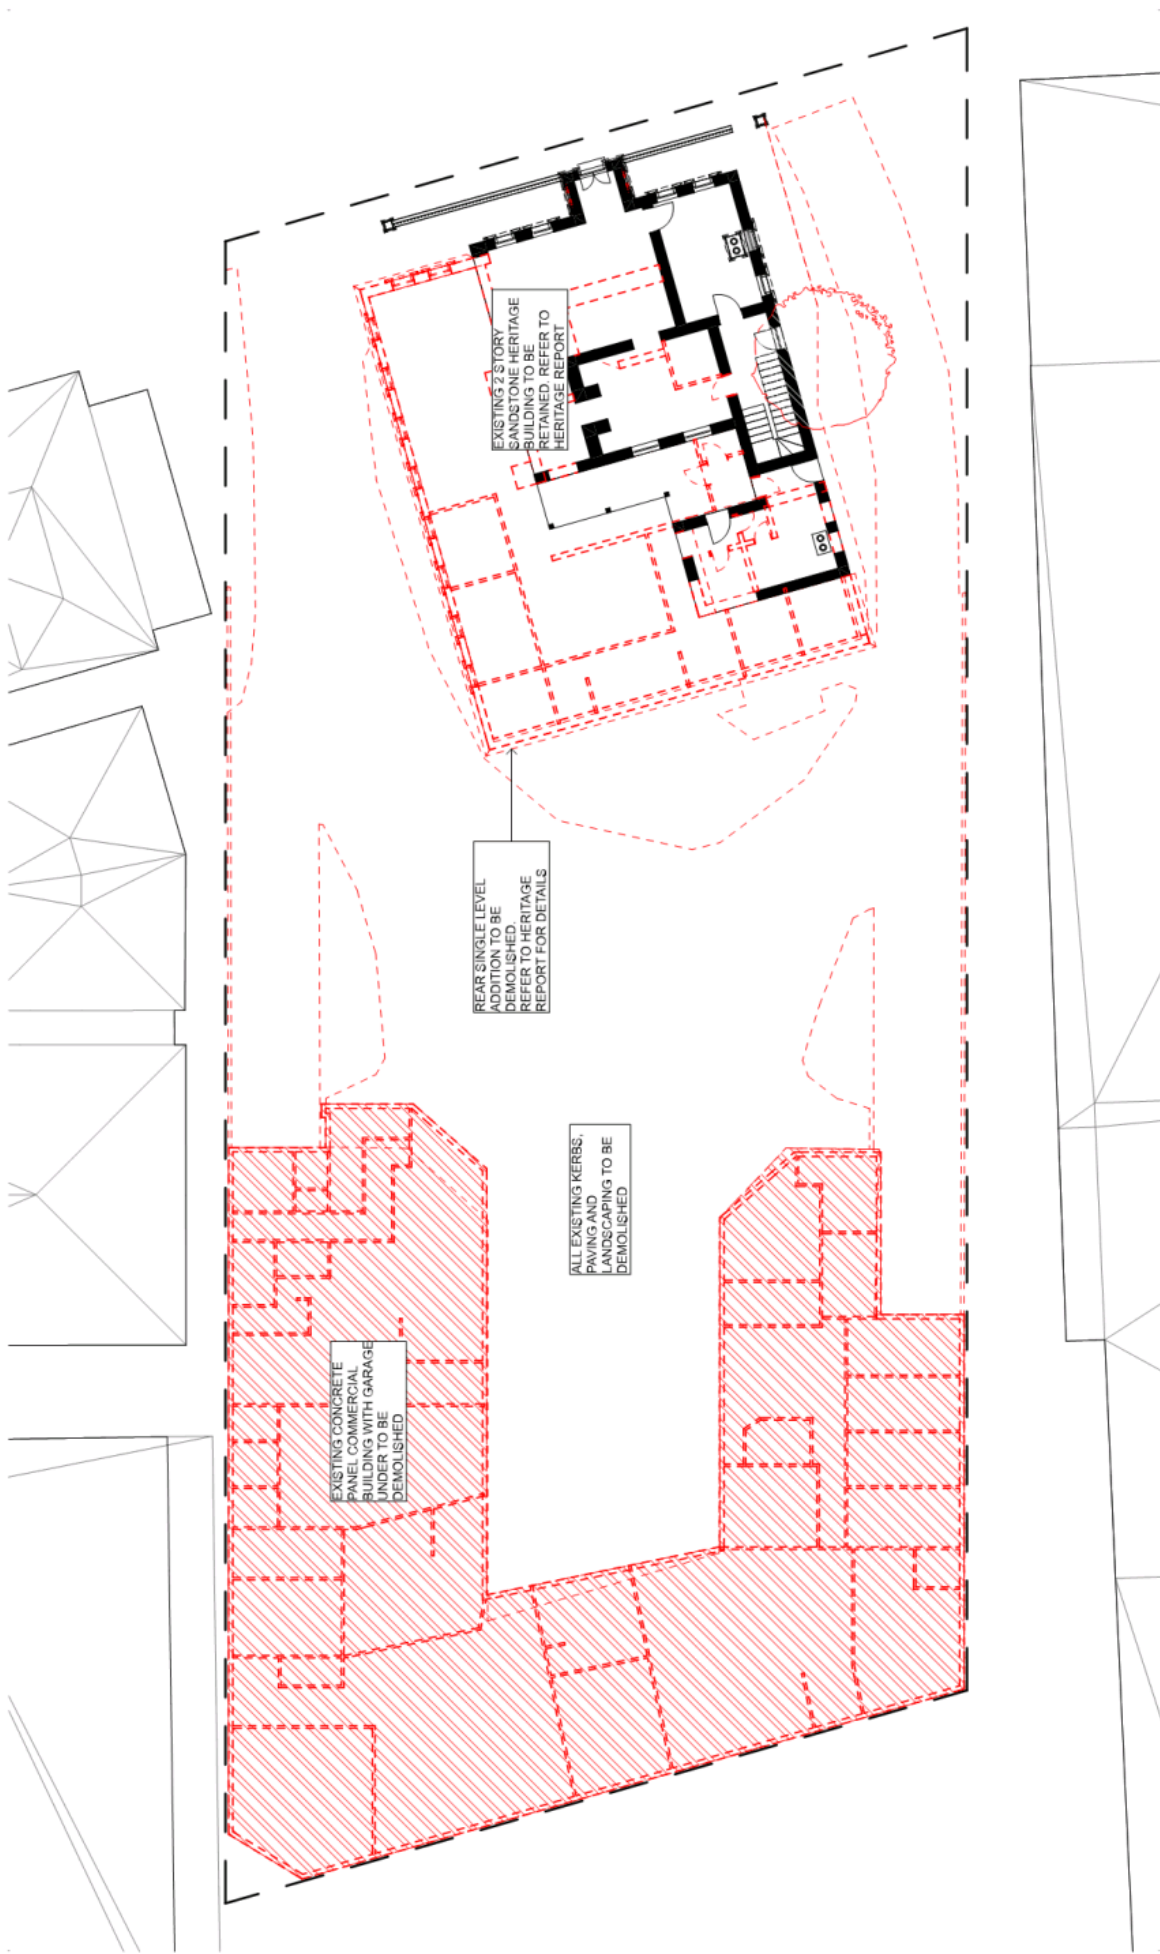 EXISTING 2 STORY
SANDSTONE HERITAGE
BUILDING TO BE
RETAINED. REFER TO
HERITAGE REPORT
REAR SINGLE LEVEL
ADDITION TO BE
DEMOLISHED.
REFER TO HERITAGE
REPORT FOR DETAILS
ALL EXISTING KERBS,
PAVING AND
LANDSCAPING TO BE
DEMOLISHED
EXISTING CONCRETE
PANEL COMMERCIAL
BUILDING WITH GARAGE
UNDER TO BE
DEMOLISHED